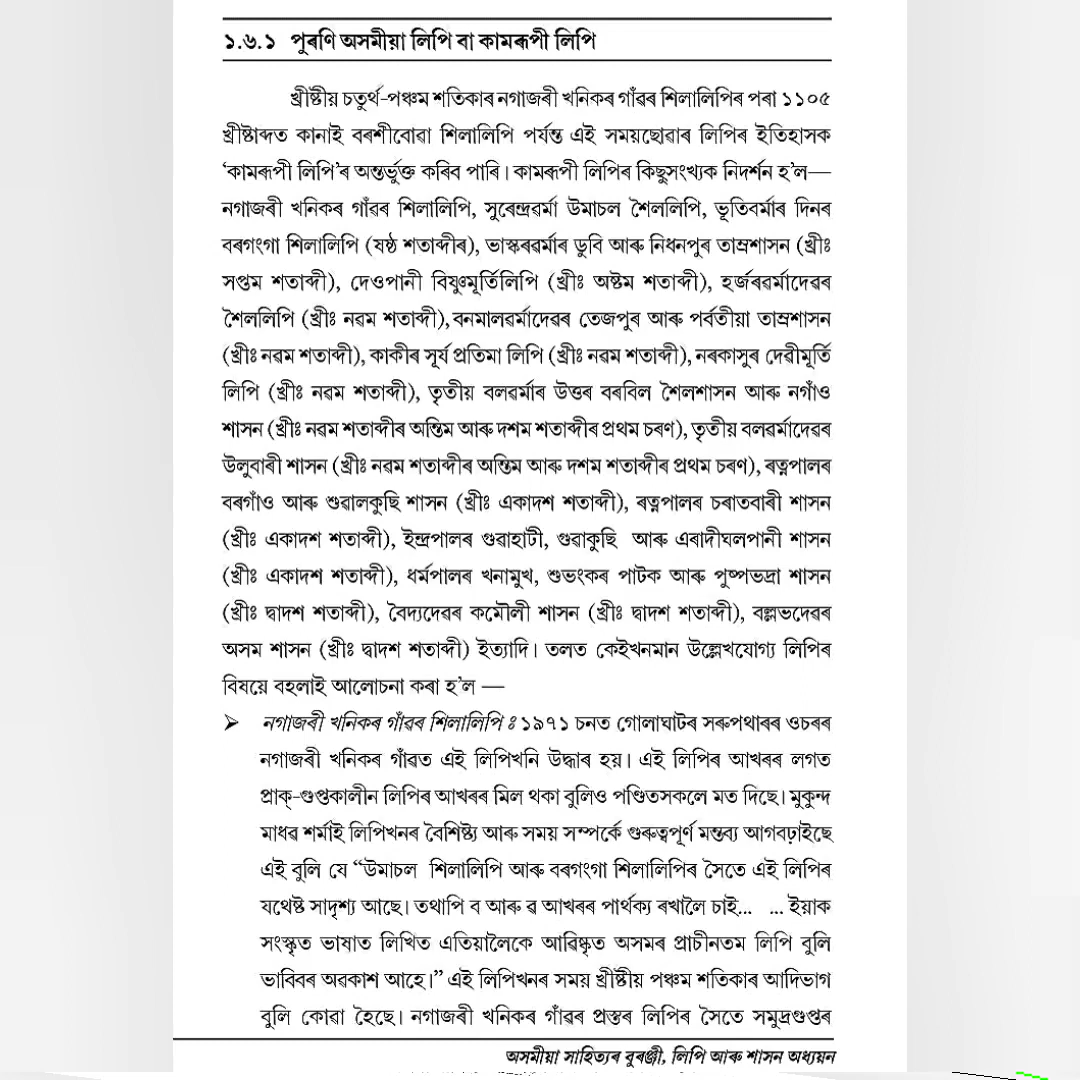 ১.৬.১ পুৰণি অসমীয়া লিপি বা কামৰূপী লিপি
খ্ৰীষ্টীয় চতুৰ্থ-পঞ্চম শতিকাৰ নগাজৰী খনিকৰ গাঁৱৰ শিলালিপিৰ পৰা ১১০৫
খ্ৰীষ্টাব্দত কানাই বৰশীবোৱা শিলালিপি পৰ্যন্ত এই সময়ছোৱাৰ লিপিৰ ইতিহাসক
‘কামৰূপী লিপি’ৰ অন্তৰ্ভুক্ত কৰিব পাৰি। কামৰূপী লিপিৰ কিছুসংখ্যক নিদৰ্শন হ’ল—
নগাজৰী খনিকৰ গাঁৱৰ শিলালিপি, সুৰেন্দ্ৰৱৰ্মা উমাচল শৈললিপি, ভূতিবৰ্মাৰ দিনৰ
বৰগংগা শিলালিপি (ষষ্ঠ শতাব্দীৰ), ভাস্কৰৱৰ্মাৰ ডুবি আৰু নিধনপুৰ তাম্ৰশাসন (খ্ৰীঃ
সপ্তম শতাব্দী), দেওপানী বিষ্ণুমূৰ্তিলিপি (খ্ৰীঃ অষ্টম শতাব্দী), হৰ্জৰৱৰ্মাদেৱৰ
শৈললিপি (খ্ৰীঃ নৱম শতাব্দী), বনমালৱৰ্মাদেৱৰ তেজপুৰ আৰু পৰ্বতীয়া তাম্ৰশাসন
(খ্ৰীঃ নৱম শতাব্দী), কাকীৰ সূৰ্য প্ৰতিমা লিপি (খ্ৰীঃ নৱম শতাব্দী), নৰকাসুৰ দেৱীমূৰ্তি
লিপি (খ্ৰীঃ নৱম শতাব্দী), তৃতীয় বলৱৰ্মাৰ উত্তৰ বৰবিল শৈলশাসন আৰু নগাঁও
শাসন (খ্ৰীঃ নৱম শতাব্দীৰ অন্তিম আৰু দশম শতাব্দীৰ প্ৰথম চৰণ), তৃতীয় বলৱৰ্মাদেৱৰ
উলুবাৰী শাসন (খ্ৰীঃ নৱম শতাব্দীৰ অন্তিম আৰু দশম শতাব্দীৰ প্ৰথম চৰণ), ৰত্নপালৰ
বৰগাঁও আৰু শুৱালকুছি শাসন (খ্ৰীঃ একাদশ শতাব্দী), ৰত্নপালৰ চৰাতবাৰী শাসন
(খ্ৰীঃ একাদশ শতাব্দী), ইন্দ্ৰপালৰ গুৱাহাটী, গুৱাকুছি আৰু এৰাদীঘলপানী শাসন
(খ্ৰীঃ একাদশ শতাব্দী), ধৰ্মপালৰ খনামুখ, শুভংকৰ পাটক আৰু পুষ্পভদ্ৰা শাসন
(খ্ৰীঃ দ্বাদশ শতাব্দী), বৈদ্যদেৱৰ কমৌলী শাসন (খ্ৰীঃ দ্বাদশ শতাব্দী), বল্লভদেৱৰ
অসম শাসন (খ্ৰীঃ দ্বাদশ শতাব্দী) ইত্যাদি। তলত কেইখনমান উল্লেখযোগ্য লিপিৰ
বিষয়ে বহলাই আলোচনা কৰা হ’ল —
➢ নগাজৰী খনিকৰ গাঁৱৰ শিলালিপি ঃ ১৯৭১ চনত গোলাঘাটৰ সৰুপথাৰৰ ওচৰৰ
নগাজৰী খনিকৰ গাঁৱত এই লিপিখনি উদ্ধাৰ হয়। এই লিপিৰ আখৰৰ লগত
প্ৰাক্-গুপ্তকালীন লিপিৰ আখৰৰ মিল থকা বুলিও পণ্ডিতসকলে মত দিছে। মুকুন্দ
মাধৱ শৰ্মাই লিপিখনৰ বৈশিষ্ট্য আৰু সময় সম্পৰ্কে গুৰুত্বপূৰ্ণ মন্তব্য আগবঢ়াইছে
এই বুলি যে “উমাচল শিলালিপি আৰু বৰগংগা শিলালিপিৰ সৈতে এই লিপিৰ
যথেষ্ট সাদৃশ্য আছে। তথাপি ব আৰু ৱ আখৰৰ পাৰ্থক্য ৰখালৈ চাই... ... ইয়াক
সংস্কৃত ভাষাত লিখিত এতিয়ালৈকে আৱিষ্কৃত অসমৰ প্ৰাচীনতম লিপি বুলি
ভাবিবৰ অৱকাশ আহে।” এই লিপিখনৰ সময় খ্ৰীষ্টীয় পঞ্চম শতিকাৰ আদিভাগ
বুলি কোৱা হৈছে। নগাজৰী খনিকৰ গাঁৱৰ প্ৰস্তৰ লিপিৰ সৈতে সমুদ্ৰগুপ্তৰ
অসমীয়া সাহিত্যৰ বুৰঞ্জী, লিপি আৰু শাসন অধ্যয়ন